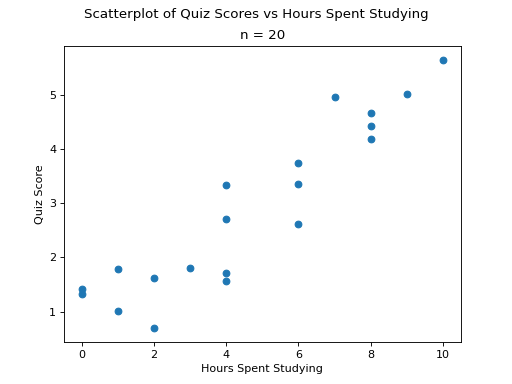 Scatterplot of Quiz Scores vs Hours Spent Studying
n = 20
Quiz Score
5
4
3
2
1
0 2 4 6 8 10
Hours Spent Studying